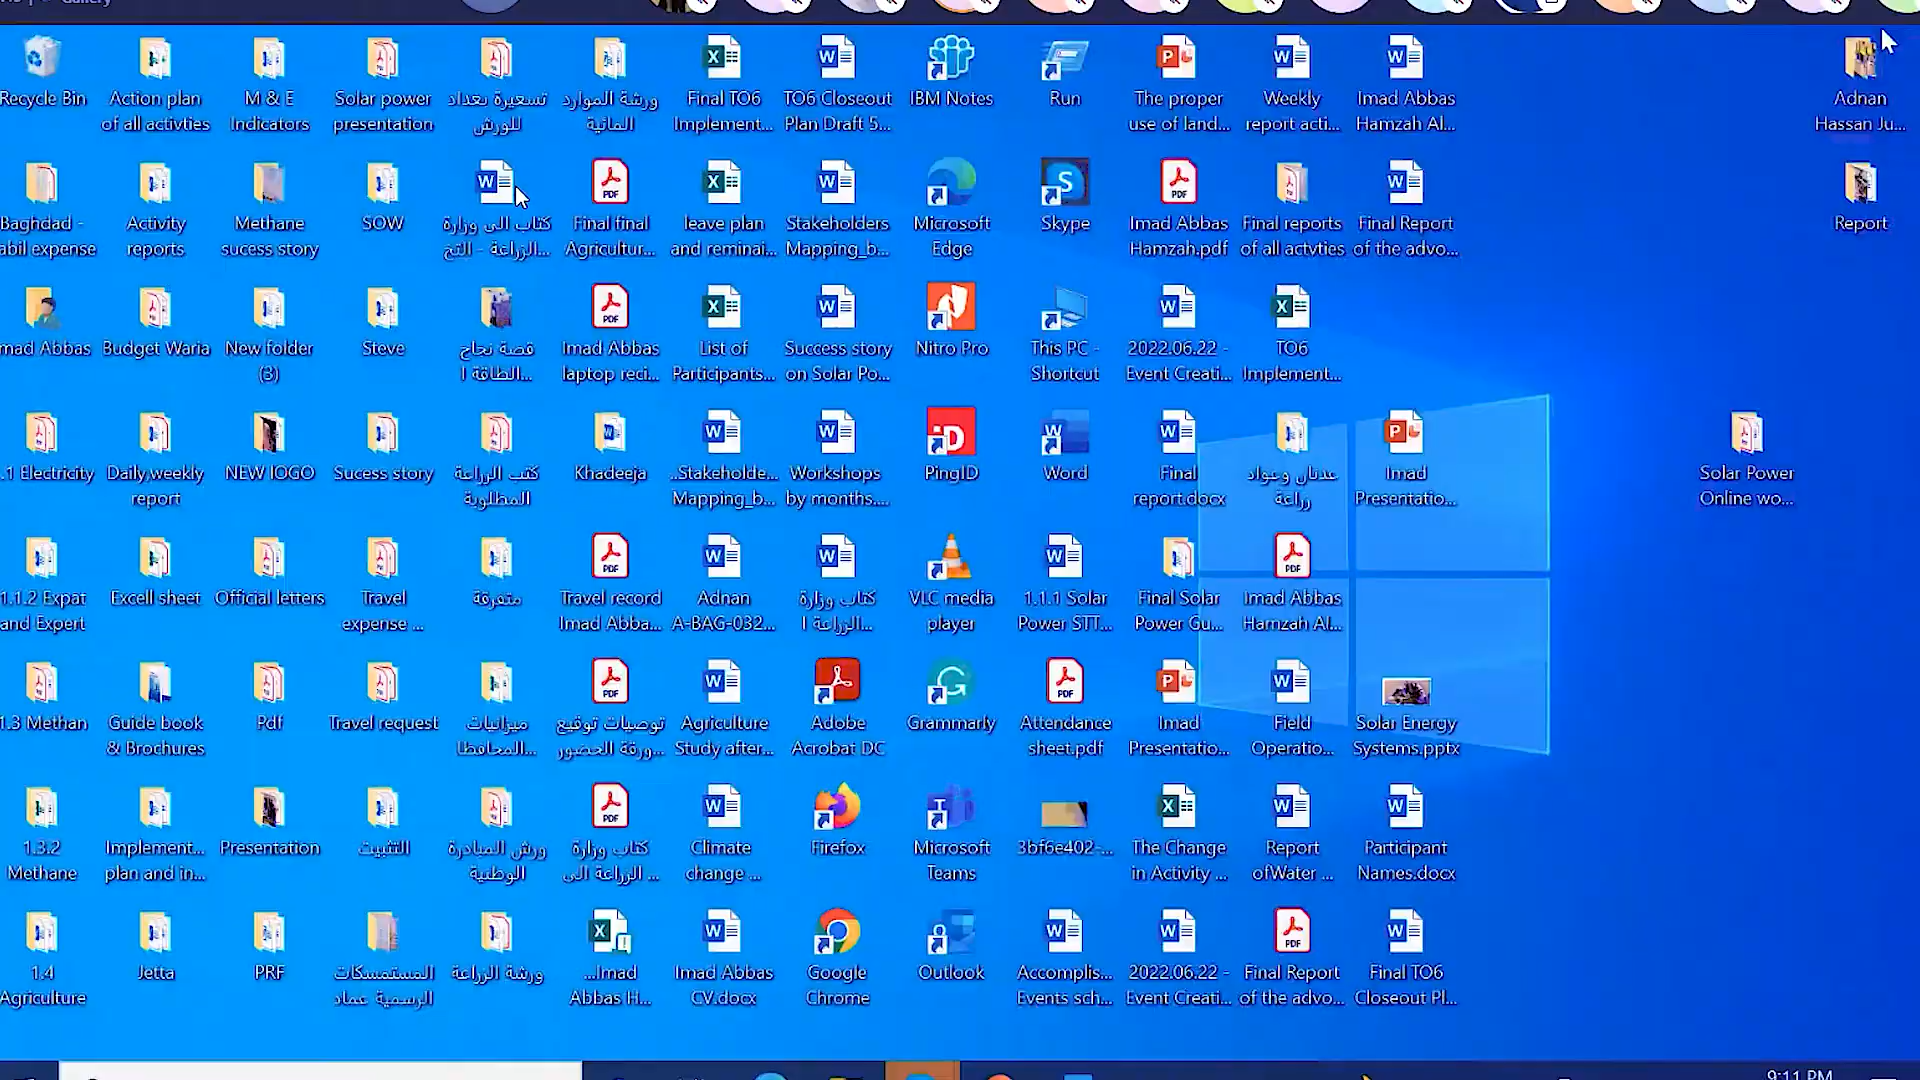 Gallery
Recycle Bin
Action plan
of all activties
M & E
Indicators
Solar power
presentation
تسعيرة بغداد
للورش
ورشة الموارد
المائية
Final TO6
Implement...
TO6 Closeout
Plan Draft 5...
IBM Notes
Run
The proper
use of land...
Weekly
report acti...
Imad Abbas
Hamzah Al...
Adnan
Hassan Ju...
Baghdad -
abil expense
Activity
reports
Methane
sucess story
SOW
كتاب الى وزارة
الزراعة - التخ...
Final final
Agricultur...
leave plan
and reminai...
Stakeholders
Mapping_b...
Microsoft
Edge
Skype
Imad Abbas
Hamzah.pdf
Final reports
of all actvties
Final Report
of the advo...
Report
mad Abbas
Budget Waria
New folder
(3)
Steve
قصة نجاح
الطاقة ا...
Imad Abbas
laptop reci...
List of
Participants...
Success story
on Solar Po...
Nitro Pro
This PC -
Shortcut
2022.06.22 -
Event Creati...
TO6
Implement...
.1 Electricity
Daily,weekly
report
NEW lOGO
Sucess story
كتب الزراعة
المطلوبة
Khadeeja
..Stakeholde...
Mapping_b...
Workshops
by months....
PingID
Word
Final
report.docx
عدنان وعواد
زراعة
Imad
Presentatio...
Solar Power
Online wo...
1.1.2 Expat
and Expert
Excell sheet
Official letters
Travel
expense ...
متفرقة
Travel record
Imad Abba...
Adnan
A-BAG-032...
كتاب وزارة
الزراعة ا...
VLC media
player
1.1.1 Solar
Power STT...
Final Solar
Power Gu...
Imad Abbas
Hamzah Al...
1.3 Methan
Guide book
& Brochures
Pdf
Travel request
ميزانيات
المحافظا...
توصيات توقيع
ورقة الحضور...
Agriculture
Study after...
Adobe
Acrobat DC
Grammarly
Attendance
sheet.pdf
Imad
Presentatio...
Field
Operatio...
Solar Energy
Systems.pptx
1.3.2
Methane
Implement...
plan and in...
Presentation
التثبيت
ورش المبادرة
الوطنية
كتاب وزارة
الزراعة الى ...
Climate
change ...
Firefox
Microsoft
Teams
3bf6e402-...
The Change
in Activity ...
Report
ofWater ...
Participant
Names.docx
1.4
Agriculture
Jetta
PRF
المستمسكات
الرسمية عماد
ورشة الزراعة
...Imad
Abbas H...
Imad Abbas
CV.docx
Google
Chrome
Outlook
Accomplis...
Events sch...
2022.06.22 -
Event Creati...
Final Report
of the advo...
Final TO6
Closeout Pl...
9:11 PM